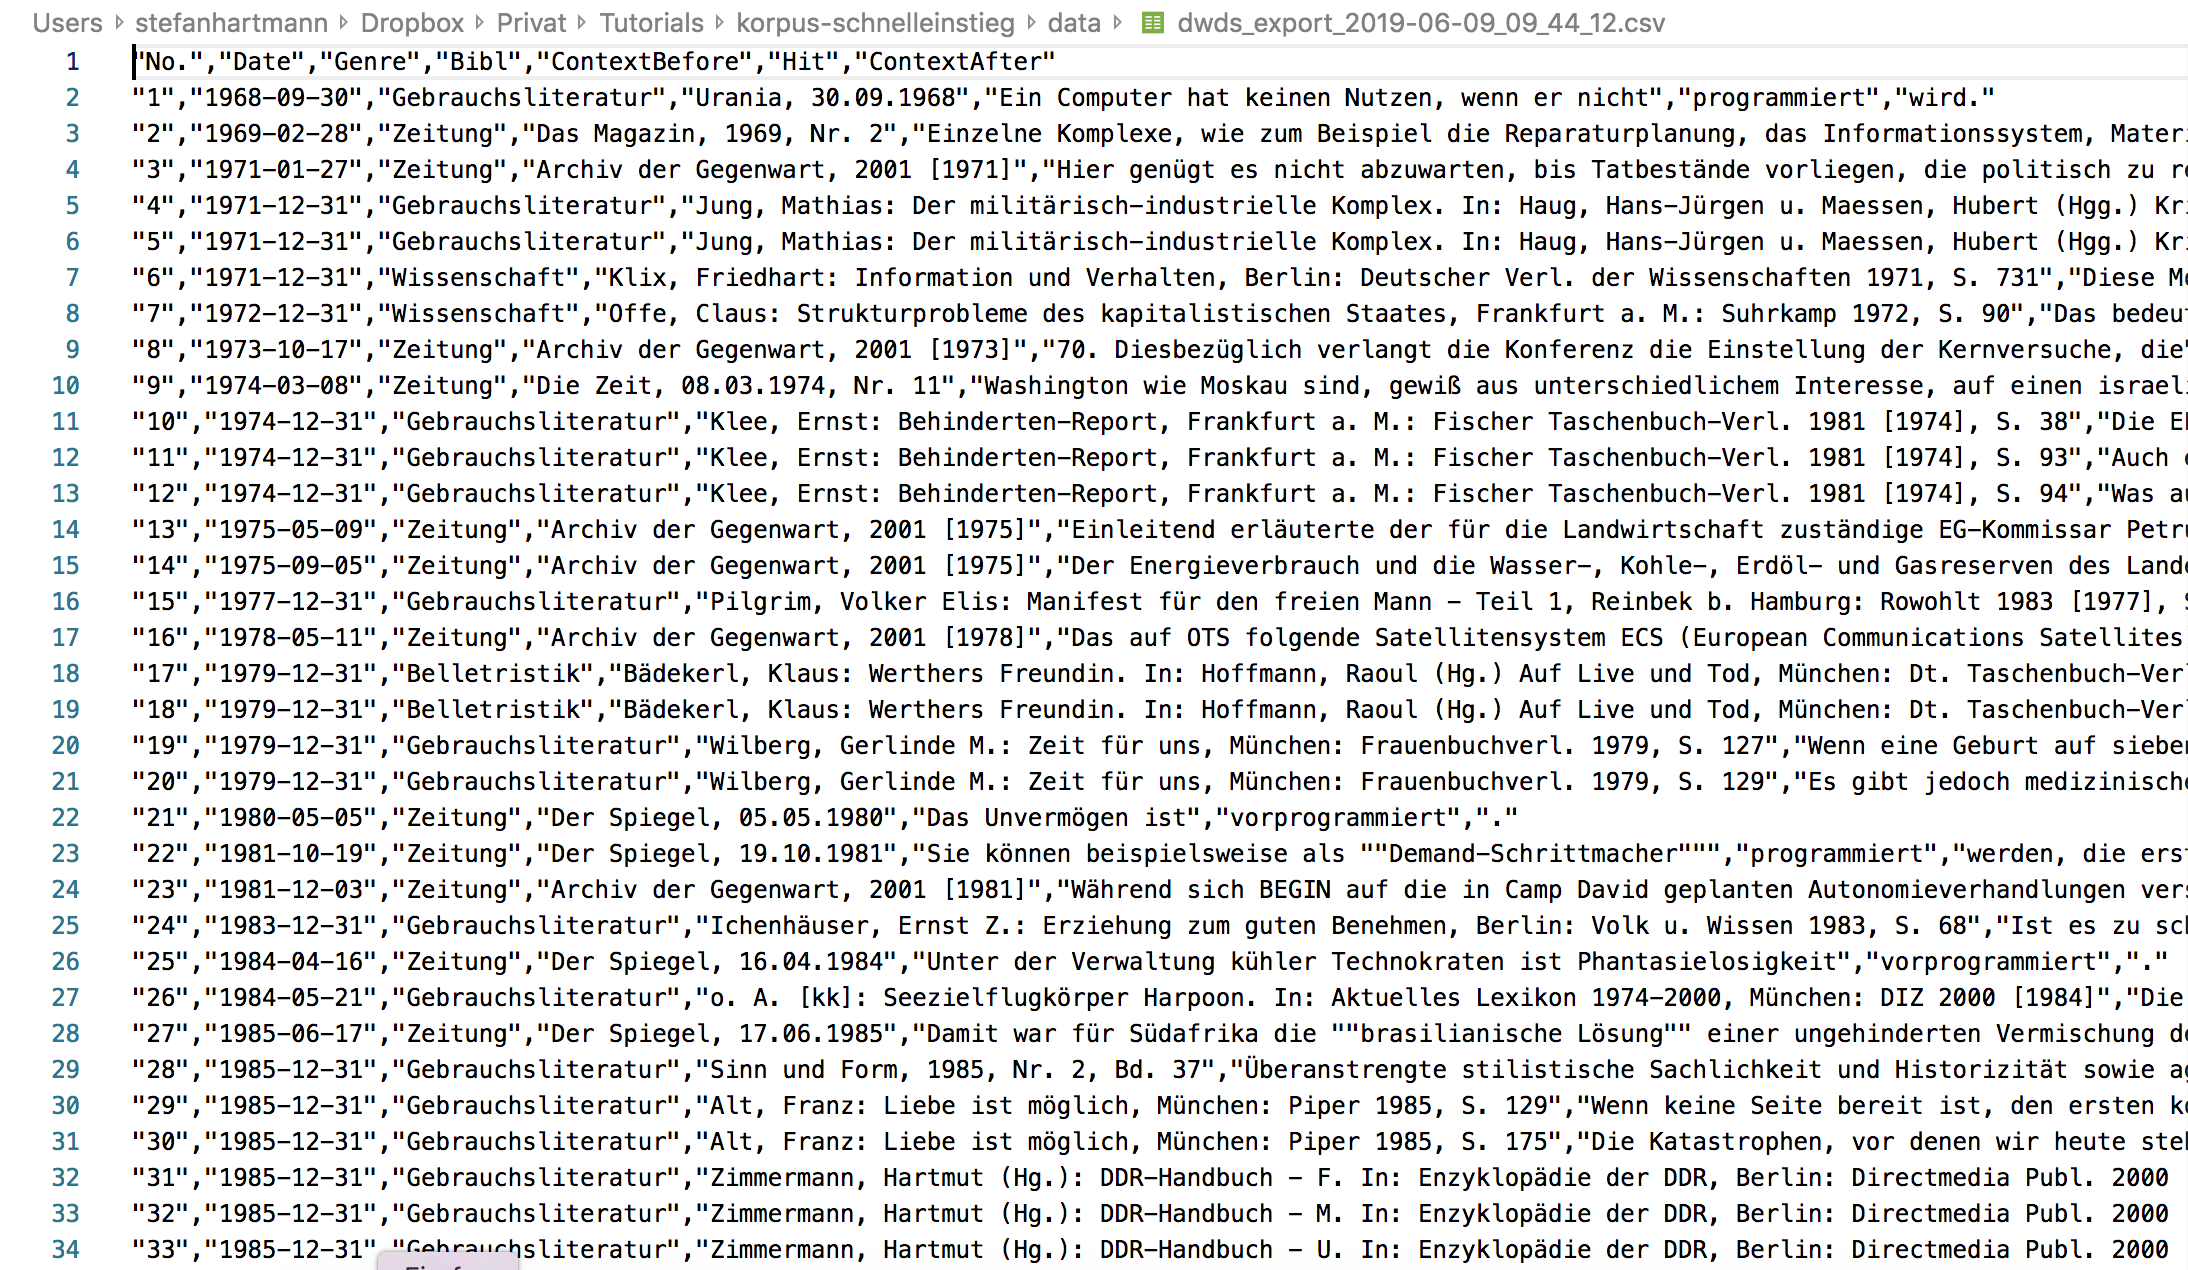 Users stefanhartmann Dropbox Privat Tutorials korpus-schnelleinstieg data dwds_export_2019-06-09_09_44_12.csv
1 "No.","Date","Genre","Bibl","ContextBefore","Hit","ContextAfter"
2 "1","1968-09-30","Gebrauchsliteratur","Urania, 30.09.1968","Ein Computer hat keinen Nutzen, wenn er nicht","programmiert","wird."
3 "2","1969-02-28","Zeitung","Das Magazin, 1969, Nr. 2","Einzelne Komplexe, wie zum Beispiel die Reparaturplanung, das Informationssystem, Materi
4 "3","1971-01-27","Zeitung","Archiv der Gegenwart, 2001 [1971]","Hier genügt es nicht abzuwarten, bis Tatbestände vorliegen, die politisch zu re
5 "4","1971-12-31","Gebrauchsliteratur","Jung, Mathias: Der militärisch-industrielle Komplex. In: Haug, Hans-Jürgen u. Maessen, Hubert (Hgg.) Kri
6 "5","1971-12-31","Gebrauchsliteratur","Jung, Mathias: Der militärisch-industrielle Komplex. In: Haug, Hans-Jürgen u. Maessen, Hubert (Hgg.) Kri
7 "6","1971-12-31","Wissenschaft","Klix, Friedhart: Information und Verhalten, Berlin: Deutscher Verl. der Wissenschaften 1971, S. 731","Diese Me
8 "7","1972-12-31","Wissenschaft","Offe, Claus: Strukturprobleme des kapitalistischen Staates, Frankfurt a. M.: Suhrkamp 1972, S. 90","Das bedeut
9 "8","1973-10-17","Zeitung","Archiv der Gegenwart, 2001 [1973]","70. Diesbezüglich verlangt die Konferenz die Einstellung der Kernversuche, die"
10 "9","1974-03-08","Zeitung","Die Zeit, 08.03.1974, Nr. 11","Washington wie Moskau sind, gewiß aus unterschiedlichem Interesse, auf einen israeli
11 "10","1974-12-31","Gebrauchsliteratur","Klee, Ernst: Behinderten-Report, Frankfurt a. M.: Fischer Taschenbuch-Verl. 1981 [1974], S. 38","Die El
12 "11","1974-12-31","Gebrauchsliteratur","Klee, Ernst: Behinderten-Report, Frankfurt a. M.: Fischer Taschenbuch-Verl. 1981 [1974], S. 93","Auch e
13 "12","1974-12-31","Gebrauchsliteratur","Klee, Ernst: Behinderten-Report, Frankfurt a. M.: Fischer Taschenbuch-Verl. 1981 [1974], S. 94","Was au
14 "13","1975-05-09","Zeitung","Archiv der Gegenwart, 2001 [1975]","Einleitend erläuterte der für die Landwirtschaft zuständige EG-Kommissar Petru
15 "14","1975-09-05","Zeitung","Archiv der Gegenwart, 2001 [1975]","Der Energieverbrauch und die Wasser-, Kohle-, Erdöl- und Gasreserven des Lande
16 "15","1977-12-31","Gebrauchsliteratur","Pilgrim, Volker Elis: Manifest für den freien Mann - Teil 1, Reinbek b. Hamburg: Rowohlt 1983 [1977], S
17 "16","1978-05-11","Zeitung","Archiv der Gegenwart, 2001 [1978]","Das auf OTS folgende Satellitensystem ECS (European Communications Satellites
18 "17","1979-12-31","Belletristik","Bädekerl, Klaus: Werthers Freundin. In: Hoffmann, Raoul (Hg.) Auf Live und Tod, München: Dt. Taschenbuch-Verl
19 "18","1979-12-31","Belletristik","Bädekerl, Klaus: Werthers Freundin. In: Hoffmann, Raoul (Hg.) Auf Live und Tod, München: Dt. Taschenbuch-Verl
20 "19","1979-12-31","Gebrauchsliteratur","Wilberg, Gerlinde M.: Zeit für uns, München: Frauenbuchverl. 1979, S. 127","Wenn eine Geburt auf sieben
21 "20","1979-12-31","Gebrauchsliteratur","Wilberg, Gerlinde M.: Zeit für uns, München: Frauenbuchverl. 1979, S. 129","Es gibt jedoch medizinische
22 "21","1980-05-05","Zeitung","Der Spiegel, 05.05.1980","Das Unvermögen ist","vorprogrammiert","."
23 "22","1981-10-19","Zeitung","Der Spiegel, 19.10.1981","Sie können beispielsweise als ""Demand-Schrittmacher""","programmiert","werden, die erst
24 "23","1981-12-03","Zeitung","Archiv der Gegenwart, 2001 [1981]","Während sich BEGIN auf die in Camp David geplanten Autonomieverhandlungen vers
25 "24","1983-12-31","Gebrauchsliteratur","Ichenhäuser, Ernst Z.: Erziehung zum guten Benehmen, Berlin: Volk u. Wissen 1983, S. 68","Ist es zu sch
26 "25","1984-04-16","Zeitung","Der Spiegel, 16.04.1984","Unter der Verwaltung kühler Technokraten ist Phantasielosigkeit","vorprogrammiert","."
27 "26","1984-05-21","Gebrauchsliteratur","o. A. [kk]: Seezielflugkörper Harpoon. In: Aktuelles Lexikon 1974-2000, München: DIZ 2000 [1984]","Die
28 "27","1985-06-17","Zeitung","Der Spiegel, 17.06.1985","Damit war für Südafrika die ""brasilianische Lösung"" einer ungehinderten Vermischung de
29 "28","1985-12-31","Gebrauchsliteratur","Sinn und Form, 1985, Nr. 2, Bd. 37","Überanstrengte stilistische Sachlichkeit und Historizität sowie ag
30 "29","1985-12-31","Gebrauchsliteratur","Alt, Franz: Liebe ist möglich, München: Piper 1985, S. 129","Wenn keine Seite bereit ist, den ersten ko
31 "30","1985-12-31","Gebrauchsliteratur","Alt, Franz: Liebe ist möglich, München: Piper 1985, S. 175","Die Katastrophen, vor denen wir heute steh
32 "31","1985-12-31","Gebrauchsliteratur","Zimmermann, Hartmut (Hg.): DDR-Handbuch - F. In: Enzyklopädie der DDR, Berlin: Directmedia Publ. 2000
33 "32","1985-12-31","Gebrauchsliteratur","Zimmermann, Hartmut (Hg.): DDR-Handbuch - M. In: Enzyklopädie der DDR, Berlin: Directmedia Publ. 2000
34 "33","1985-12-31","Gebrauchsliteratur","Zimmermann, Hartmut (Hg.): DDR-Handbuch - U. In: Enzyklopädie der DDR, Berlin: Directmedia Publ. 2000